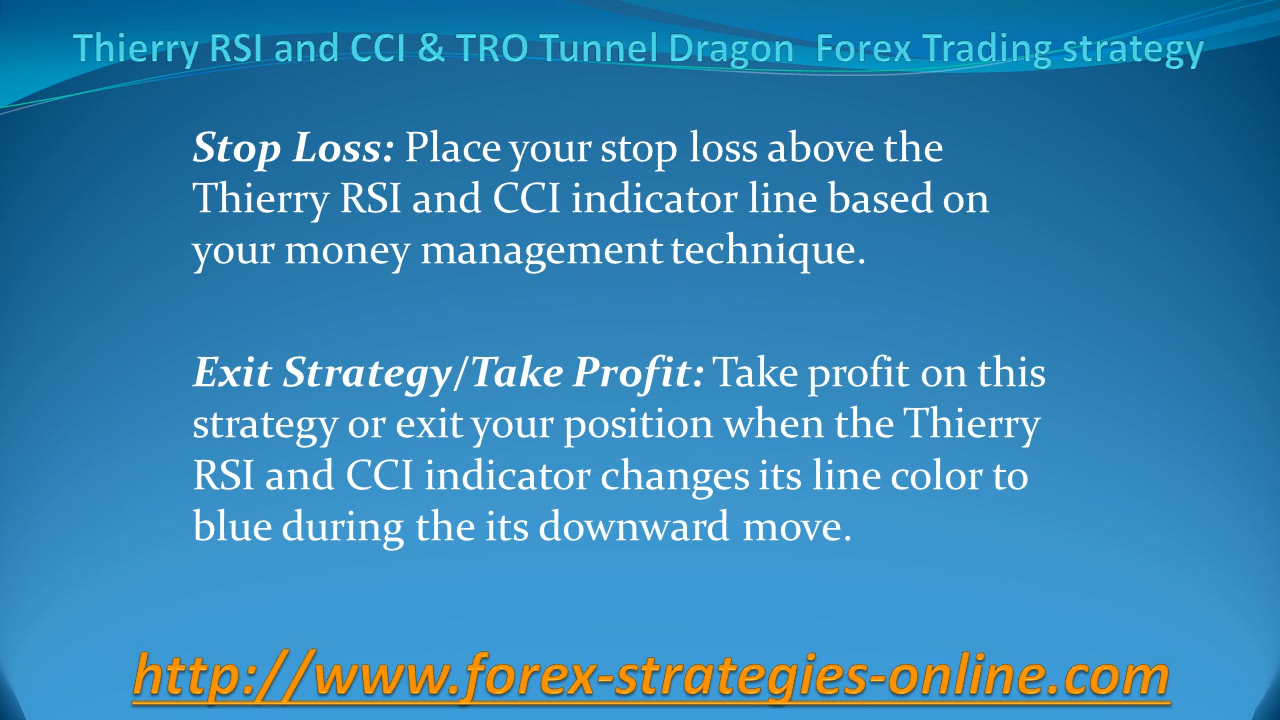 Thierry RSI and CCI & TRO Tunnel Dragon  Forex Trading strategy
Stop Loss: Place your stop loss above the
Thierry RSI and CCI indicator line based on
your money management technique.
Exit Strategy/Take Profit: Take profit on this
strategy or exit your position when the Thierry
RSI and CCI indicator changes its line color to
blue during the its downward move.
http://www.forex-strategies-online.com